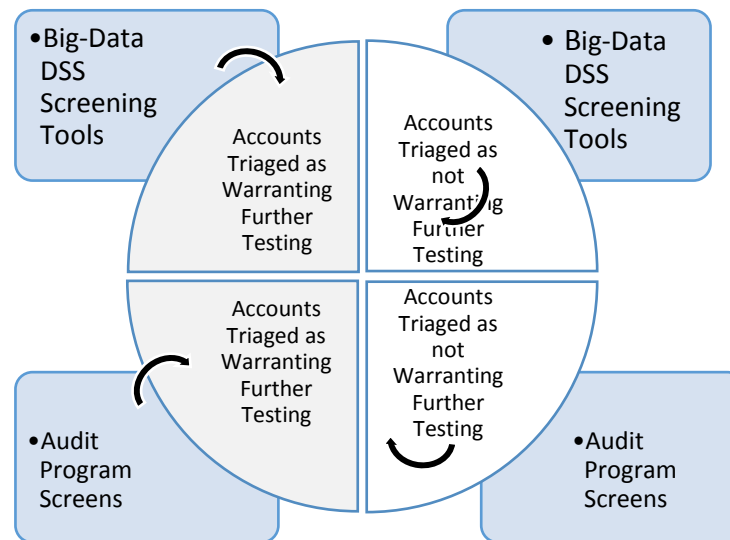 •Big-Data
DSS
Screening
Tools
• Big-Data
DSS
Screening
Tools
Accounts
Triaged as
Warranting
Further
Testing
Accounts
Triaged as
not
Warranting
Further
Testing
Accounts
Triaged as
Warranting
Further
Testing
Accounts
Triaged as
not
Warranting
Further
Testing
•Audit
Program
Screens
•Audit
Program
Screens